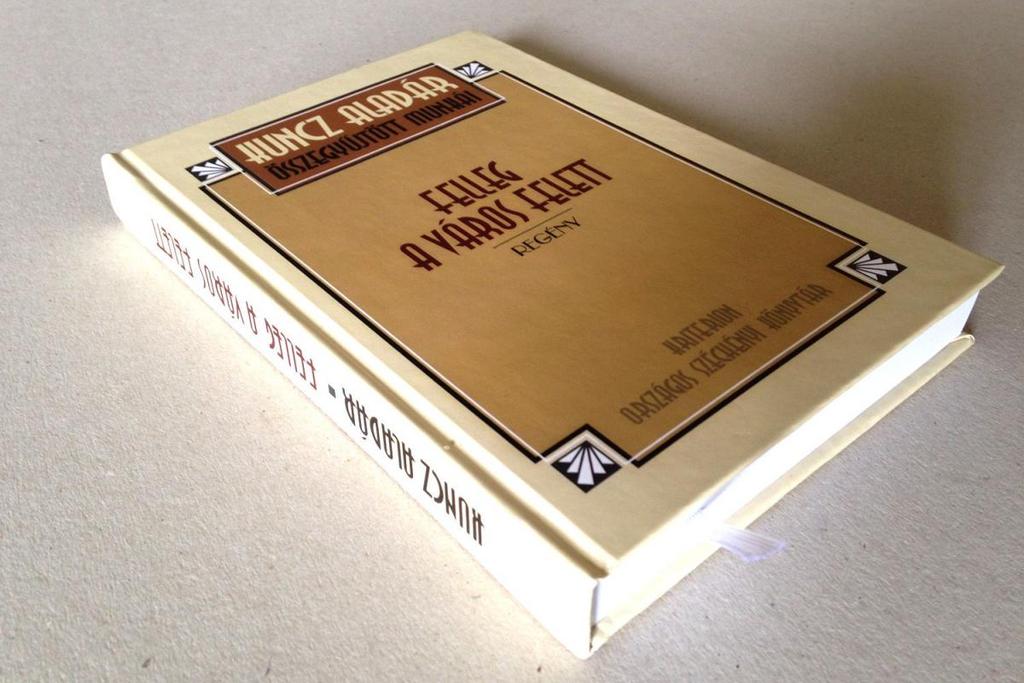 KUNCZ ALADÁR
ÖSSZEGYŰJTÖTT MUNKÁI
FELLEG
A VÁROS FELETT
REGÉNY
KRITERION
ORSZÁGOS SZÉCHÉNYI KÖNYVTÁR
KUNCZ ALADÁR ▪ FELLEG A VÁROS FELETT